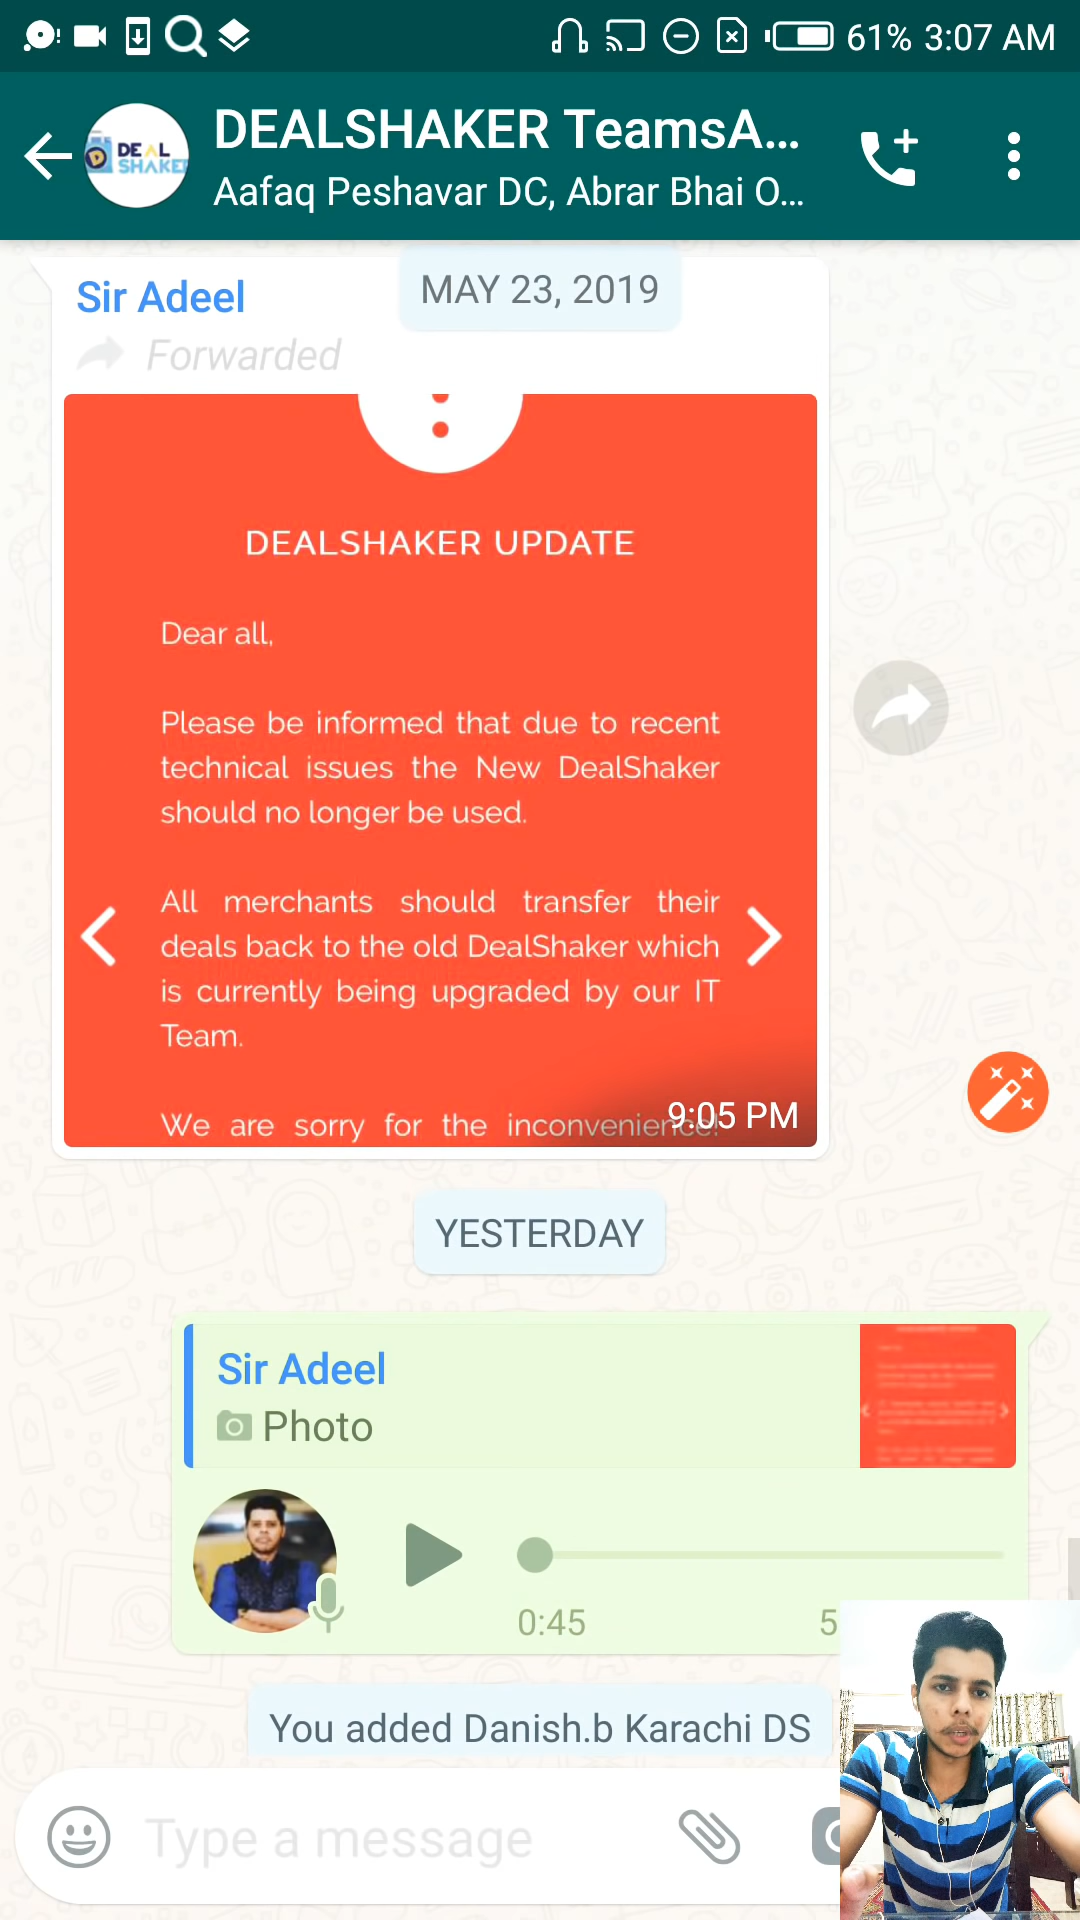 61% 3:07 AM
DEALSHAKER TeamsA...
Aafaq Peshavar DC, Abrar Bhai O...
DEAL
SHAKE
MAY 23, 2019
Sir Adeel
Forwarded
DEALSHAKER UPDATE
Dear all,
Please be informed that due to recent
technical issues the New DealShaker
should no longer be used.
All merchants should transfer their
deals back to the old DealShaker which
is currently being upgraded by our IT
Team.
We are sorry for the inconvenience!
9:05 PM
YESTERDAY
Sir Adeel
Photo
0:45
5
You added Danish.b Karachi DS
Type a message